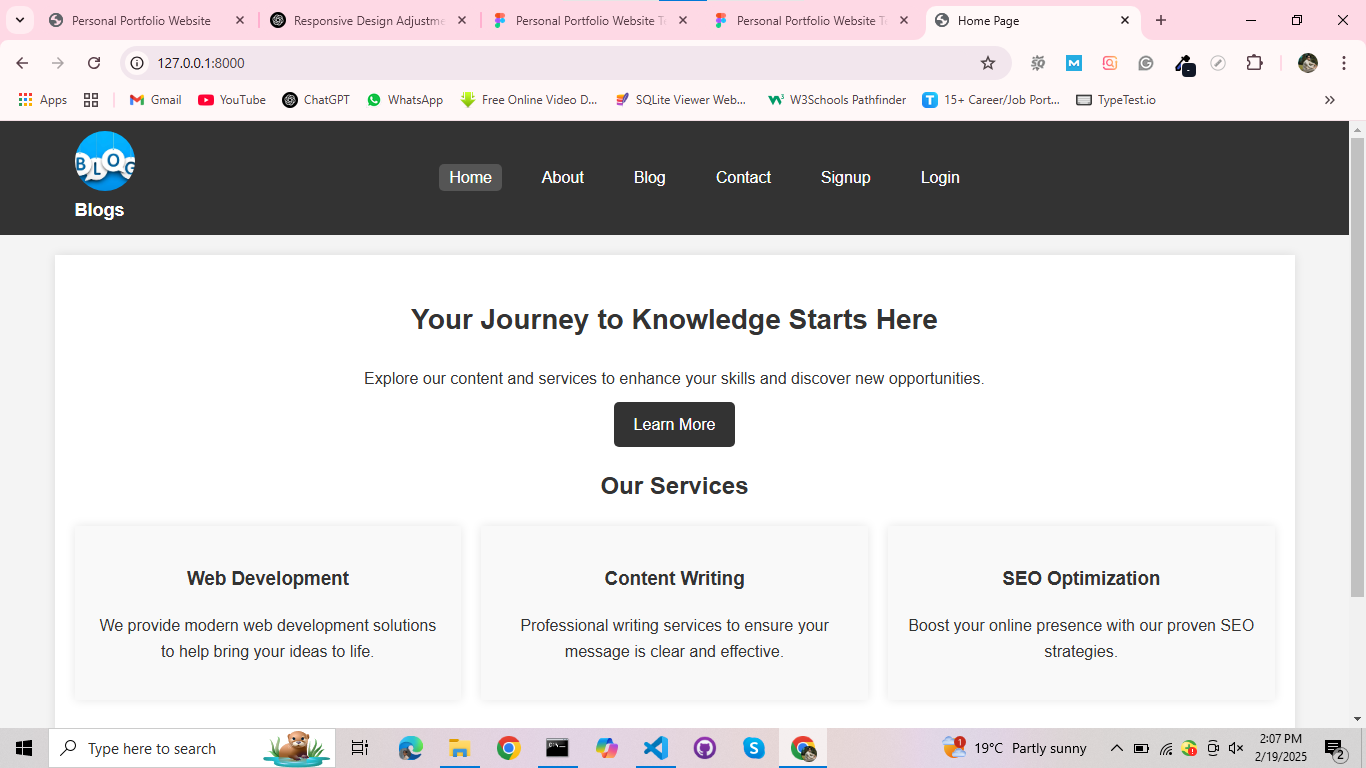 Personal Portfolio Website
Responsive Design Adjustme
Personal Portfolio Website T
Personal Portfolio Website T
Home Page
127.0.0.1:8000
Apps
Gmail
YouTube
ChatGPT
WhatsApp
Free Online Video D...
SQLite Viewer Web...
W3Schools Pathfinder
15+ Career/Job Port...
TypeTest.io
BLOG
Blogs
Home
About
Blog
Contact
Signup
Login
Your Journey to Knowledge Starts Here
Explore our content and services to enhance your skills and discover new opportunities.
Learn More
Our Services
Web Development
We provide modern web development solutions
to help bring your ideas to life.
Content Writing
Professional writing services to ensure your
message is clear and effective.
SEO Optimization
Boost your online presence with our proven SEO
strategies.
Type here to search
1
19°C Partly sunny
2:07 PM
2/19/2025
2